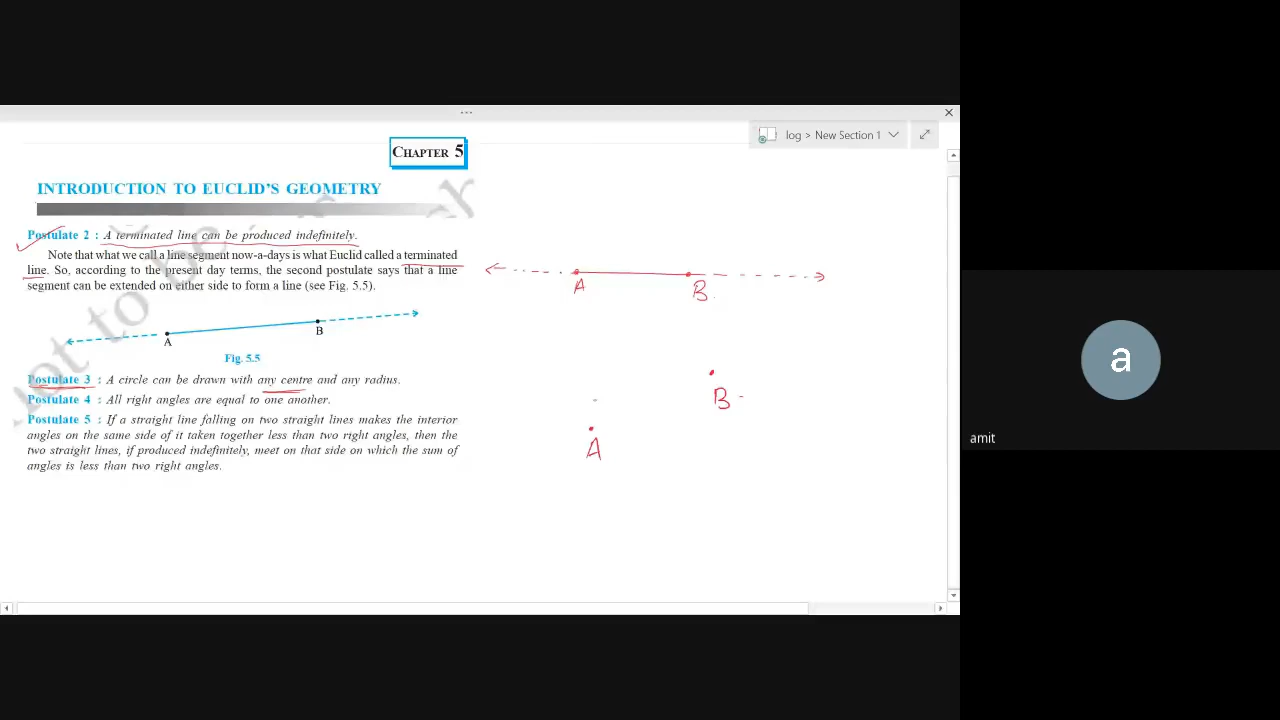 log > New Section 1
CHAPTER 5
INTRODUCTION TO EUCLID'S GEOMETRY
Postulate 2 : A terminated line can be produced indefinitely.
Note that what we call a line segment now-a-days is what Euclid called a terminated
line. So, according to the present day terms, the second postulate says that a line
segment can be extended on either side to form a line (see Fig. 5.5).
A B
Fig. 5.5
Postulate 3 : A circle can be drawn with any centre and any radius.
Postulate 4 : All right angles are equal to one another.
Postulate 5 : If a straight line falling on two straight lines makes the interior
angles on the same side of it taken together less than two right angles, then the
two straight lines, if produced indefinitely, meet on that side on which the sum of
angles is less than two right angles.
A B
B
A
a
amit
not to be
sh